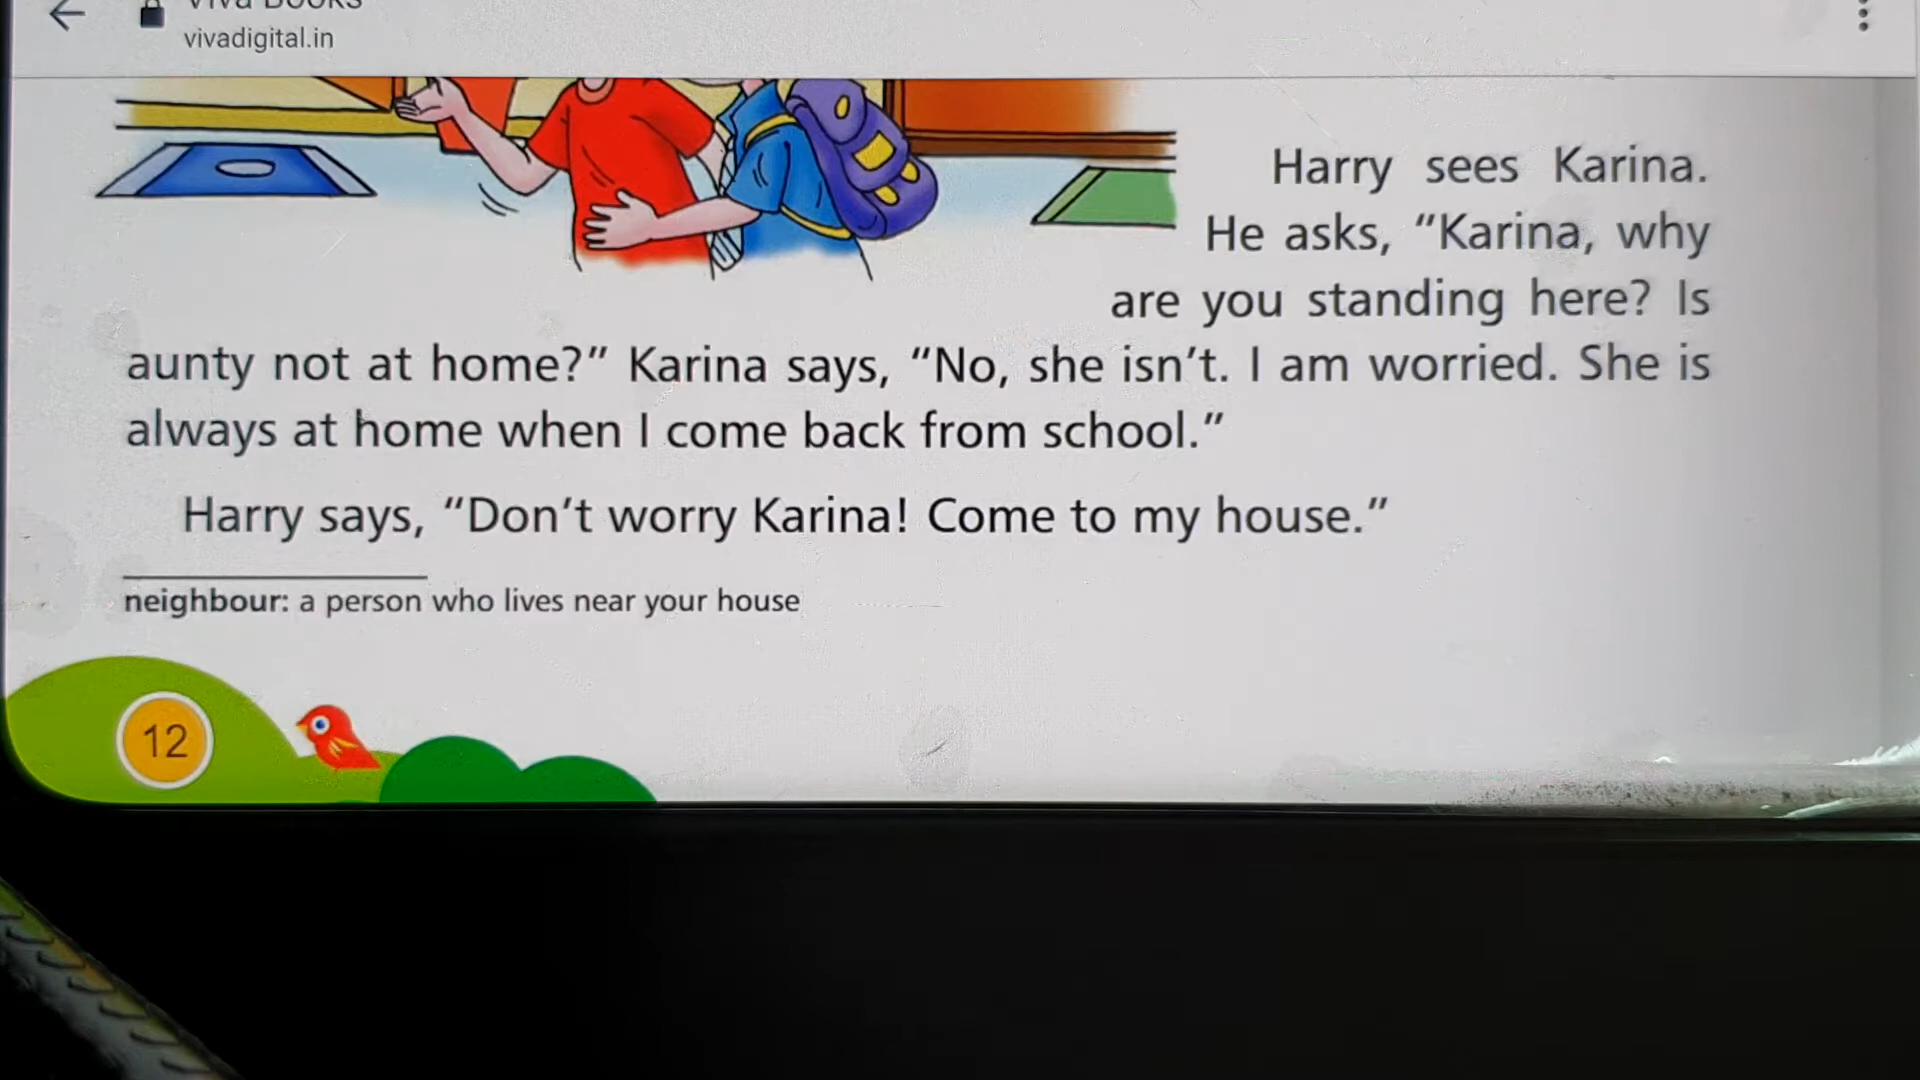 Viva Books
vivadigital.in
Harry sees Karina.
He asks, “Karina, why
are you standing here? Is
aunty not at home?” Karina says, “No, she isn’t. I am worried. She is
always at home when I come back from school.”
Harry says, “Don’t worry Karina! Come to my house.”
neighbour: a person who lives near your house
12